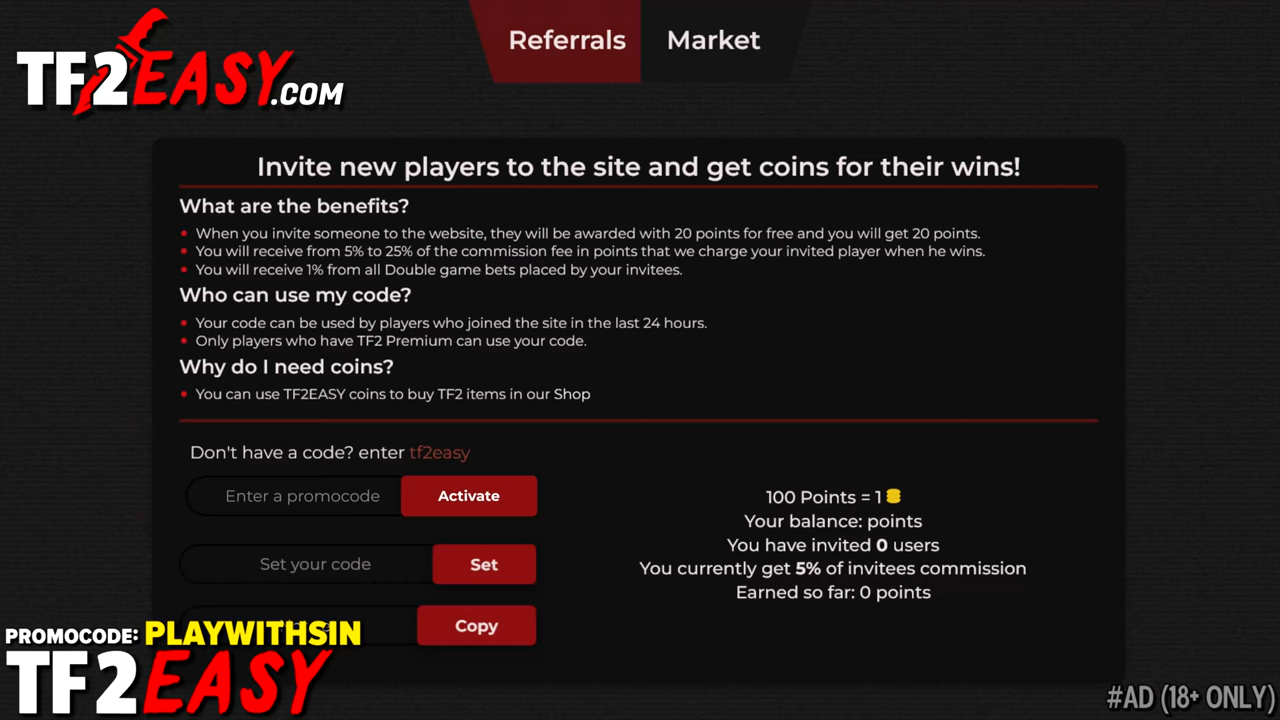 TF2EASY.COM
Referrals
Market
Invite new players to the site and get coins for their wins!
What are the benefits?
When you invite someone to the website, they will be awarded with 20 points for free and you will get 20 points.
You will receive from 5% to 25% of the commission fee in points that we charge your invited player when he wins.
You will receive 1% from all Double game bets placed by your invitees.
Who can use my code?
Your code can be used by players who joined the site in the last 24 hours.
Only players who have TF2 Premium can use your code.
Why do I need coins?
You can use TF2EASY coins to buy TF2 items in our Shop
Don't have a code? enter tf2easy
Enter a promocode
Activate
Set your code
Set
Copy
100 Points = 1
Your balance: points
You have invited 0 users
You currently get 5% of invitees commission
Earned so far: 0 points
PROMOCODE: PLAYWITHSIN
TF2EASY
#AD (18+ ONLY)